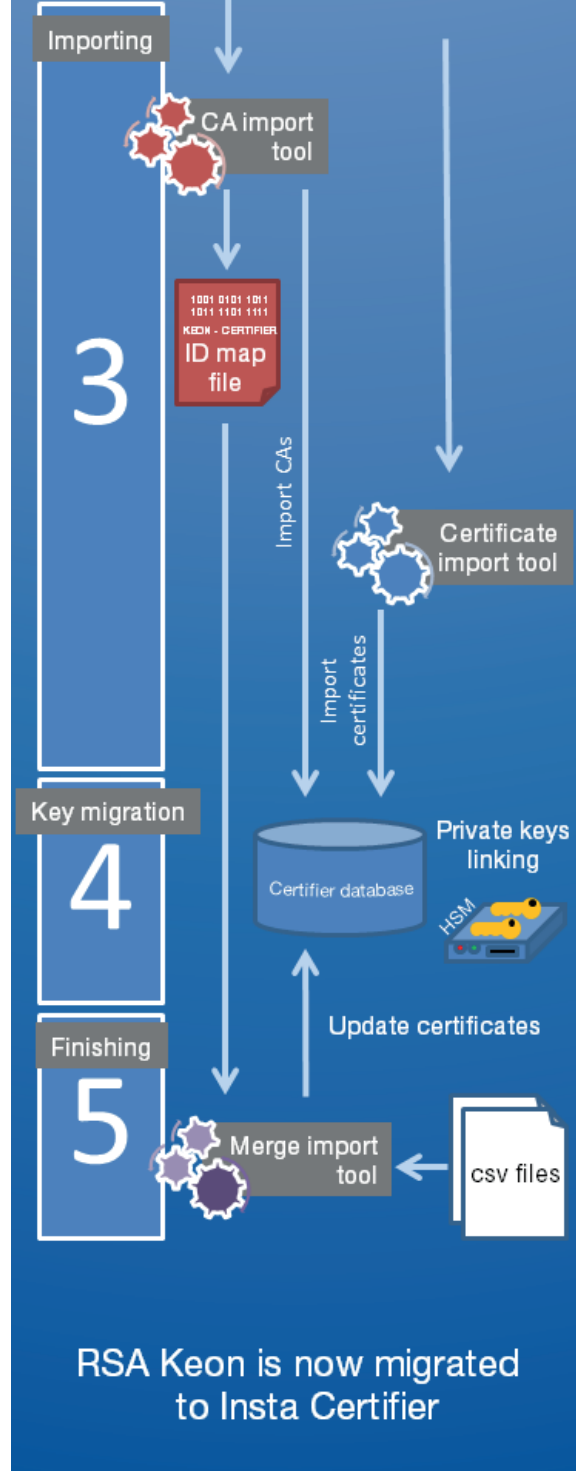 Importing
CA import
tool
1001 0101 1011
1011 1101 1111
KEON - CERTIFIER
ID map
file
3
Import CAs
Certificate
import tool
Import
certificates
Key migration
4
Certifier database
Private keys
linking
HSM
Update certificates
Finishing
5
Merge import
tool
csv files
RSA Keon is now migrated
to Insta Certifier